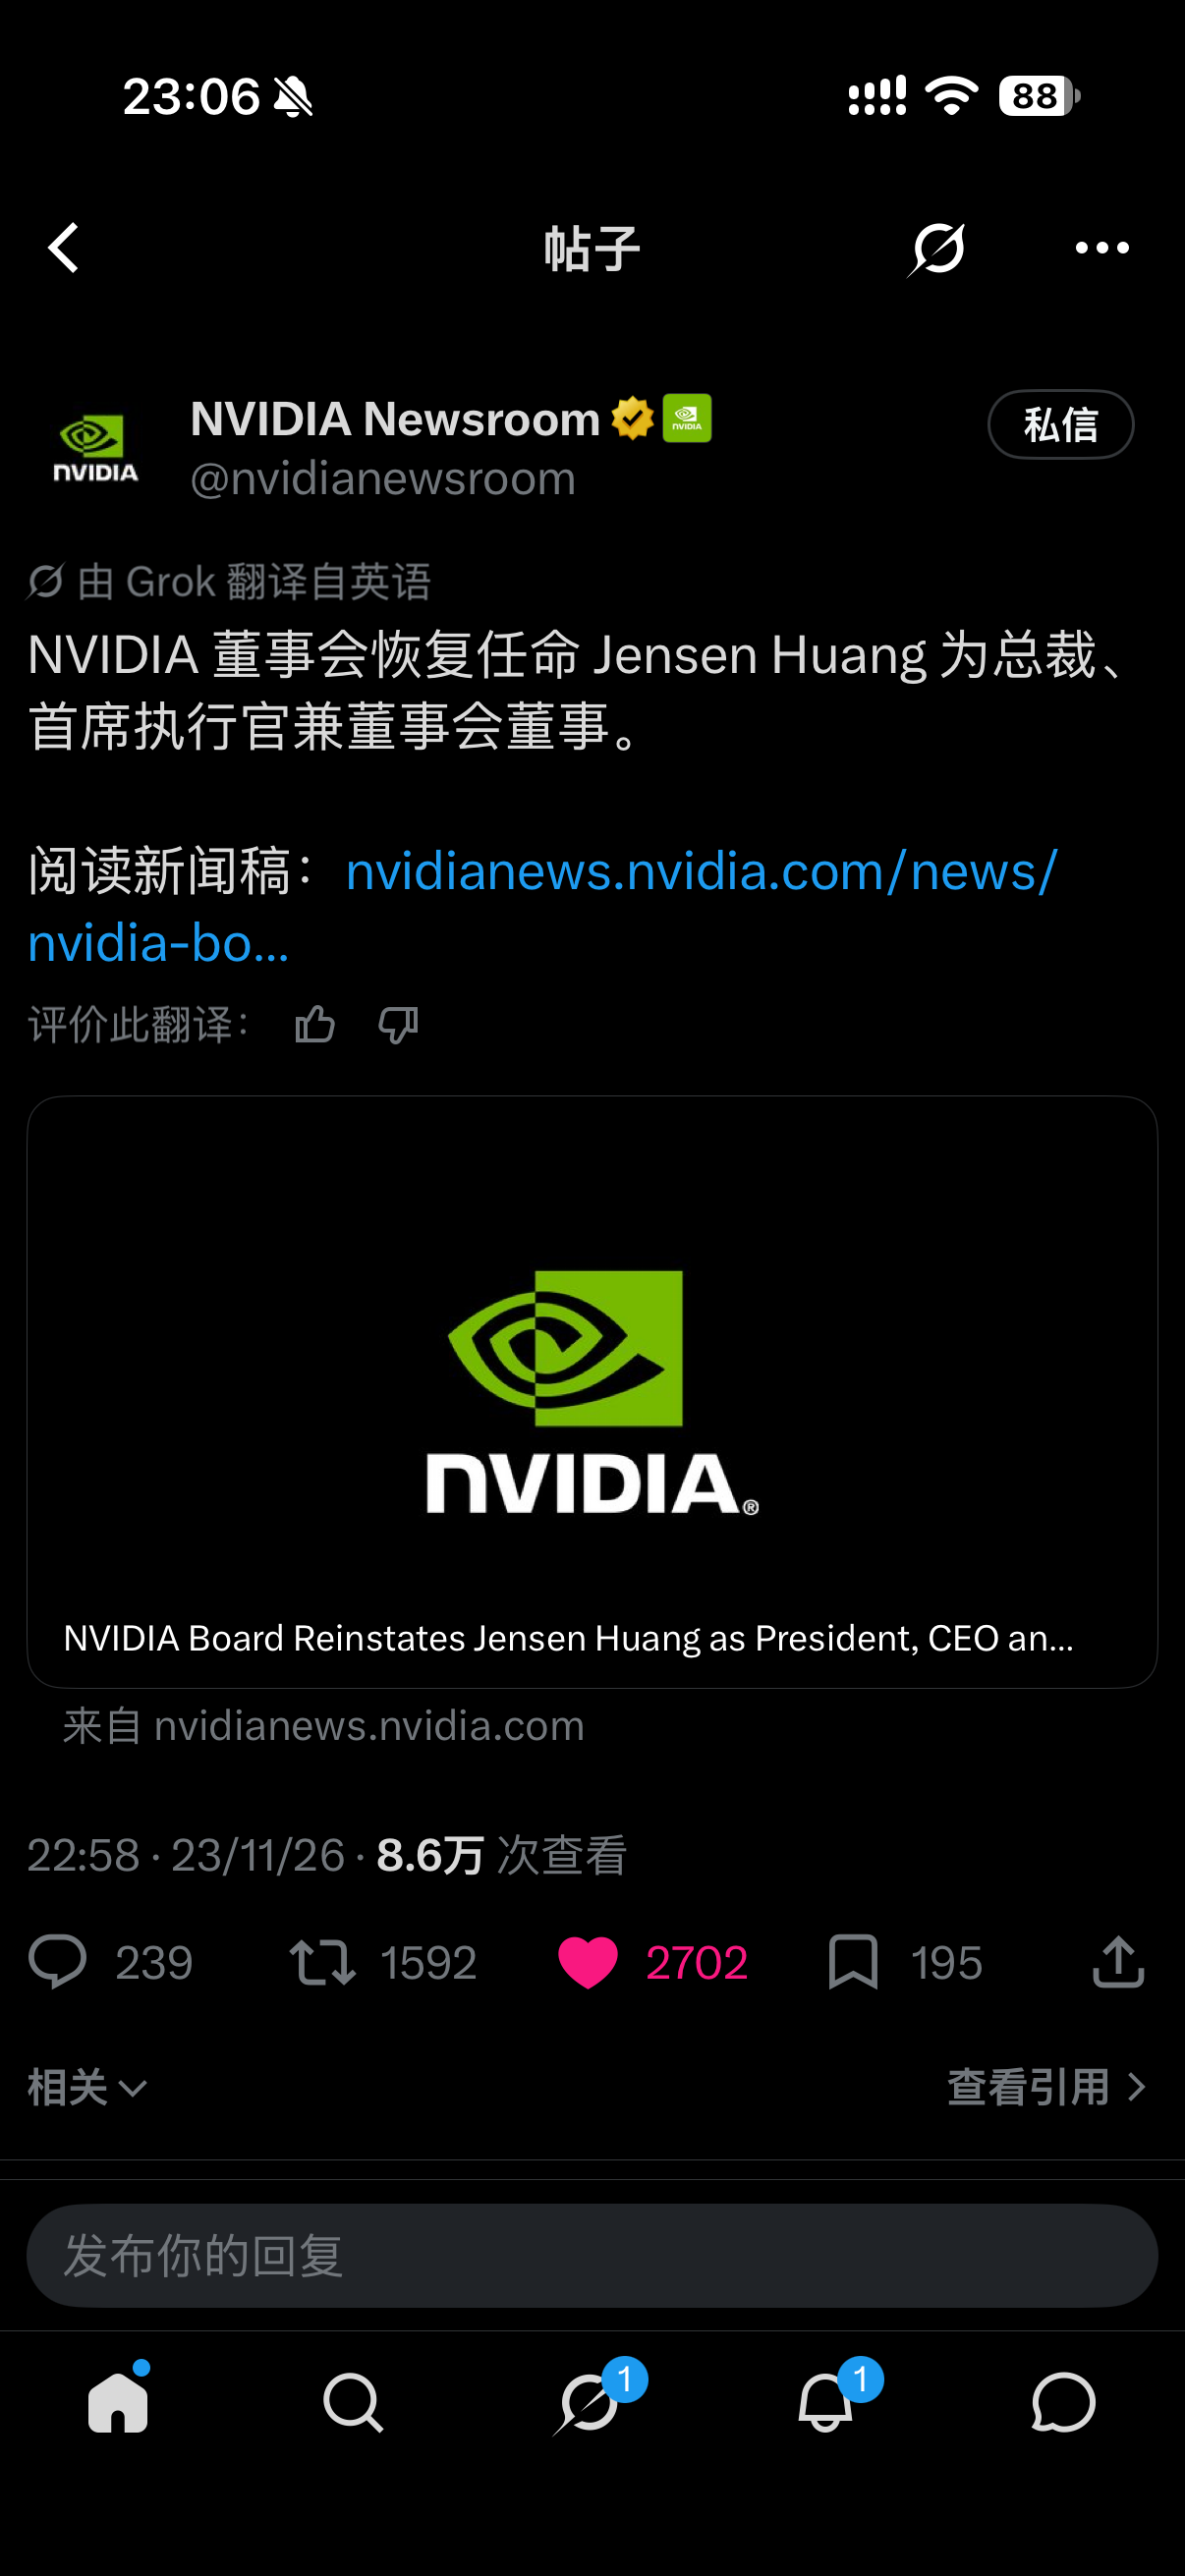 23:06
88
帖子
NVIDIA
NVIDIA Newsroom
NVIDIA
@nvidianewsroom
私信
由 Grok 翻译自英语
NVIDIA 董事会恢复任命 Jensen Huang 为总裁、
首席执行官兼董事会董事。
阅读新闻稿：nvidianews.nvidia.com/news/
nvidia-bo...
评价此翻译：
NVIDIA®
NVIDIA Board Reinstates Jensen Huang as President, CEO an...
来自 nvidianews.nvidia.com
22:58 · 23/11/26 · 8.6万 次查看
239 1592 2702 195
相关
查看引用
发布你的回复
1
1